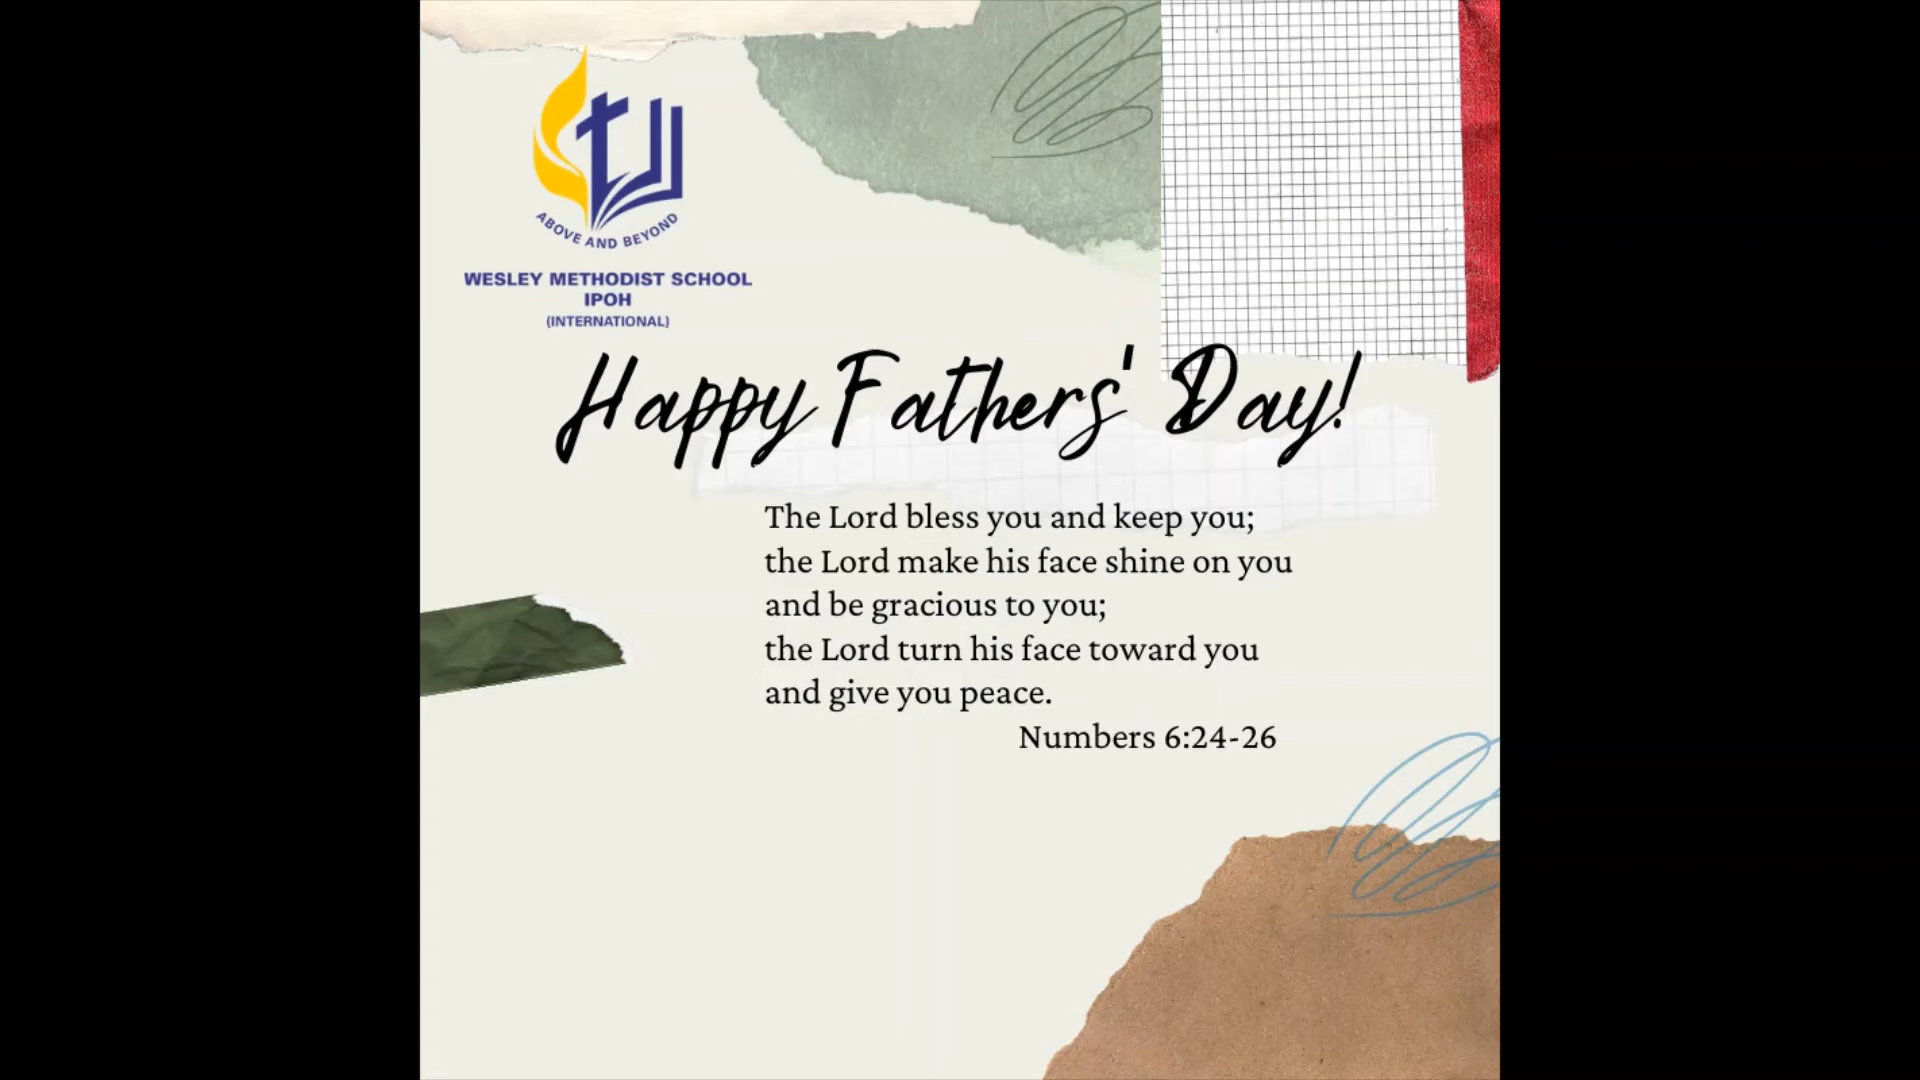 ABOVE AND BEYOND
WESLEY METHODIST SCHOOL
IPOH
(INTERNATIONAL)
Happy Fathers' Day!
The Lord bless you and keep you;
the Lord make his face shine on you
and be gracious to you;
the Lord turn his face toward you
and give you peace.
Numbers 6:24-26